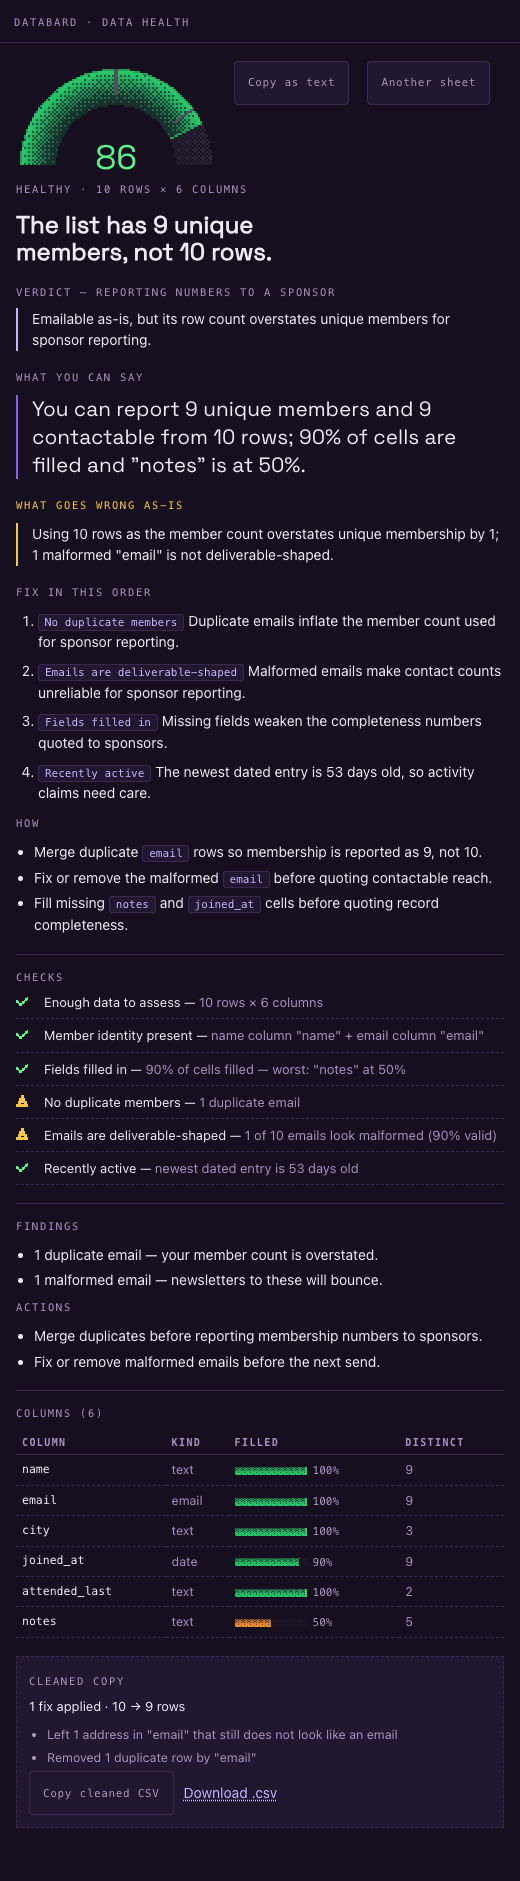 DATABARD · DATA HEALTH
Copy as text
Another sheet
86
HEALTHY · 10 ROWS × 6 COLUMNS
The list has 9 unique
members, not 10 rows.
VERDICT — REPORTING NUMBERS TO A SPONSOR
Emailable as-is, but its row count overstates unique members for
sponsor reporting.
WHAT YOU CAN SAY
You can report 9 unique members and 9
contactable from 10 rows; 90% of cells are
filled and "notes" is at 50%.
WHAT GOES WRONG AS-IS
Using 10 rows as the member count overstates unique membership by 1;
1 malformed "email" is not deliverable-shaped.
FIX IN THIS ORDER
1. No duplicate members Duplicate emails inflate the member count used
for sponsor reporting.
2. Emails are deliverable-shaped Malformed emails make contact counts
unreliable for sponsor reporting.
3. Fields filled in Missing fields weaken the completeness numbers
quoted to sponsors.
4. Recently active The newest dated entry is 53 days old, so activity
claims need care.
HOW
• Merge duplicate email rows so membership is reported as 9, not 10.
• Fix or remove the malformed email before quoting contactable reach.
• Fill missing notes and joined_at cells before quoting record
completeness.
CHECKS
Enough data to assess — 10 rows × 6 columns
Member identity present — name column "name" + email column "email"
Fields filled in — 90% of cells filled — worst: "notes" at 50%
No duplicate members — 1 duplicate email
Emails are deliverable-shaped — 1 of 10 emails look malformed (90% valid)
Recently active — newest dated entry is 53 days old
FINDINGS
• 1 duplicate email — your member count is overstated.
• 1 malformed email — newsletters to these will bounce.
ACTIONS
• Merge duplicates before reporting membership numbers to sponsors.
• Fix or remove malformed emails before the next send.
COLUMNS (6)
COLUMN KIND FILLED DISTINCT
name text 100% 9
email email 100% 9
city text 100% 3
joined_at date 90% 9
attended_last text 100% 2
notes text 50% 5
CLEANED COPY
1 fix applied · 10 → 9 rows
• Left 1 address in "email" that still does not look like an email
• Removed 1 duplicate row by "email"
Copy cleaned CSV
Download .csv